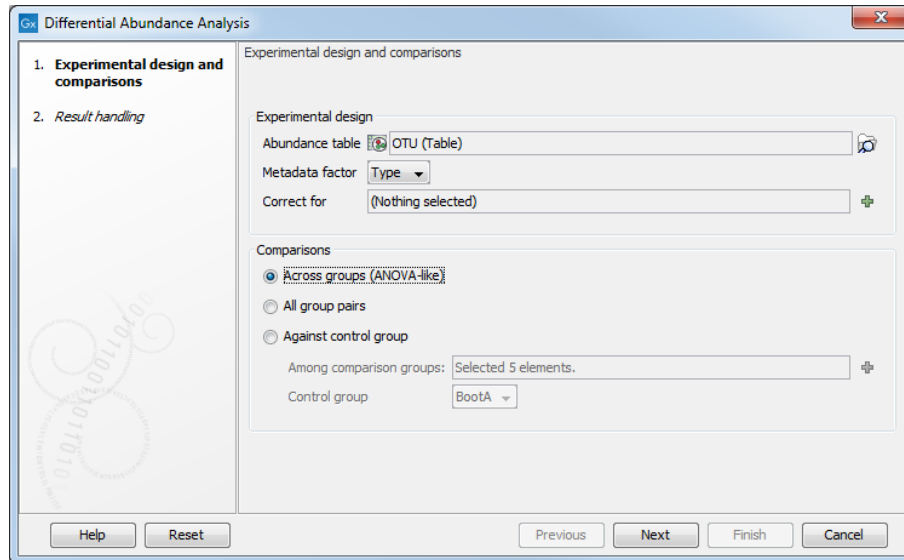 Gx Differential Abundance Analysis
1. Experimental design and
comparisons
2. Result handling
Experimental design and comparisons
Experimental design
Abundance table OTU (Table)
Metadata factor Type
Correct for (Nothing selected)
Comparisons
Across groups (ANOVA-like)
All group pairs
Against control group
Among comparison groups: Selected 5 elements.
Control group BootA
Help Reset Previous Next Finish Cancel